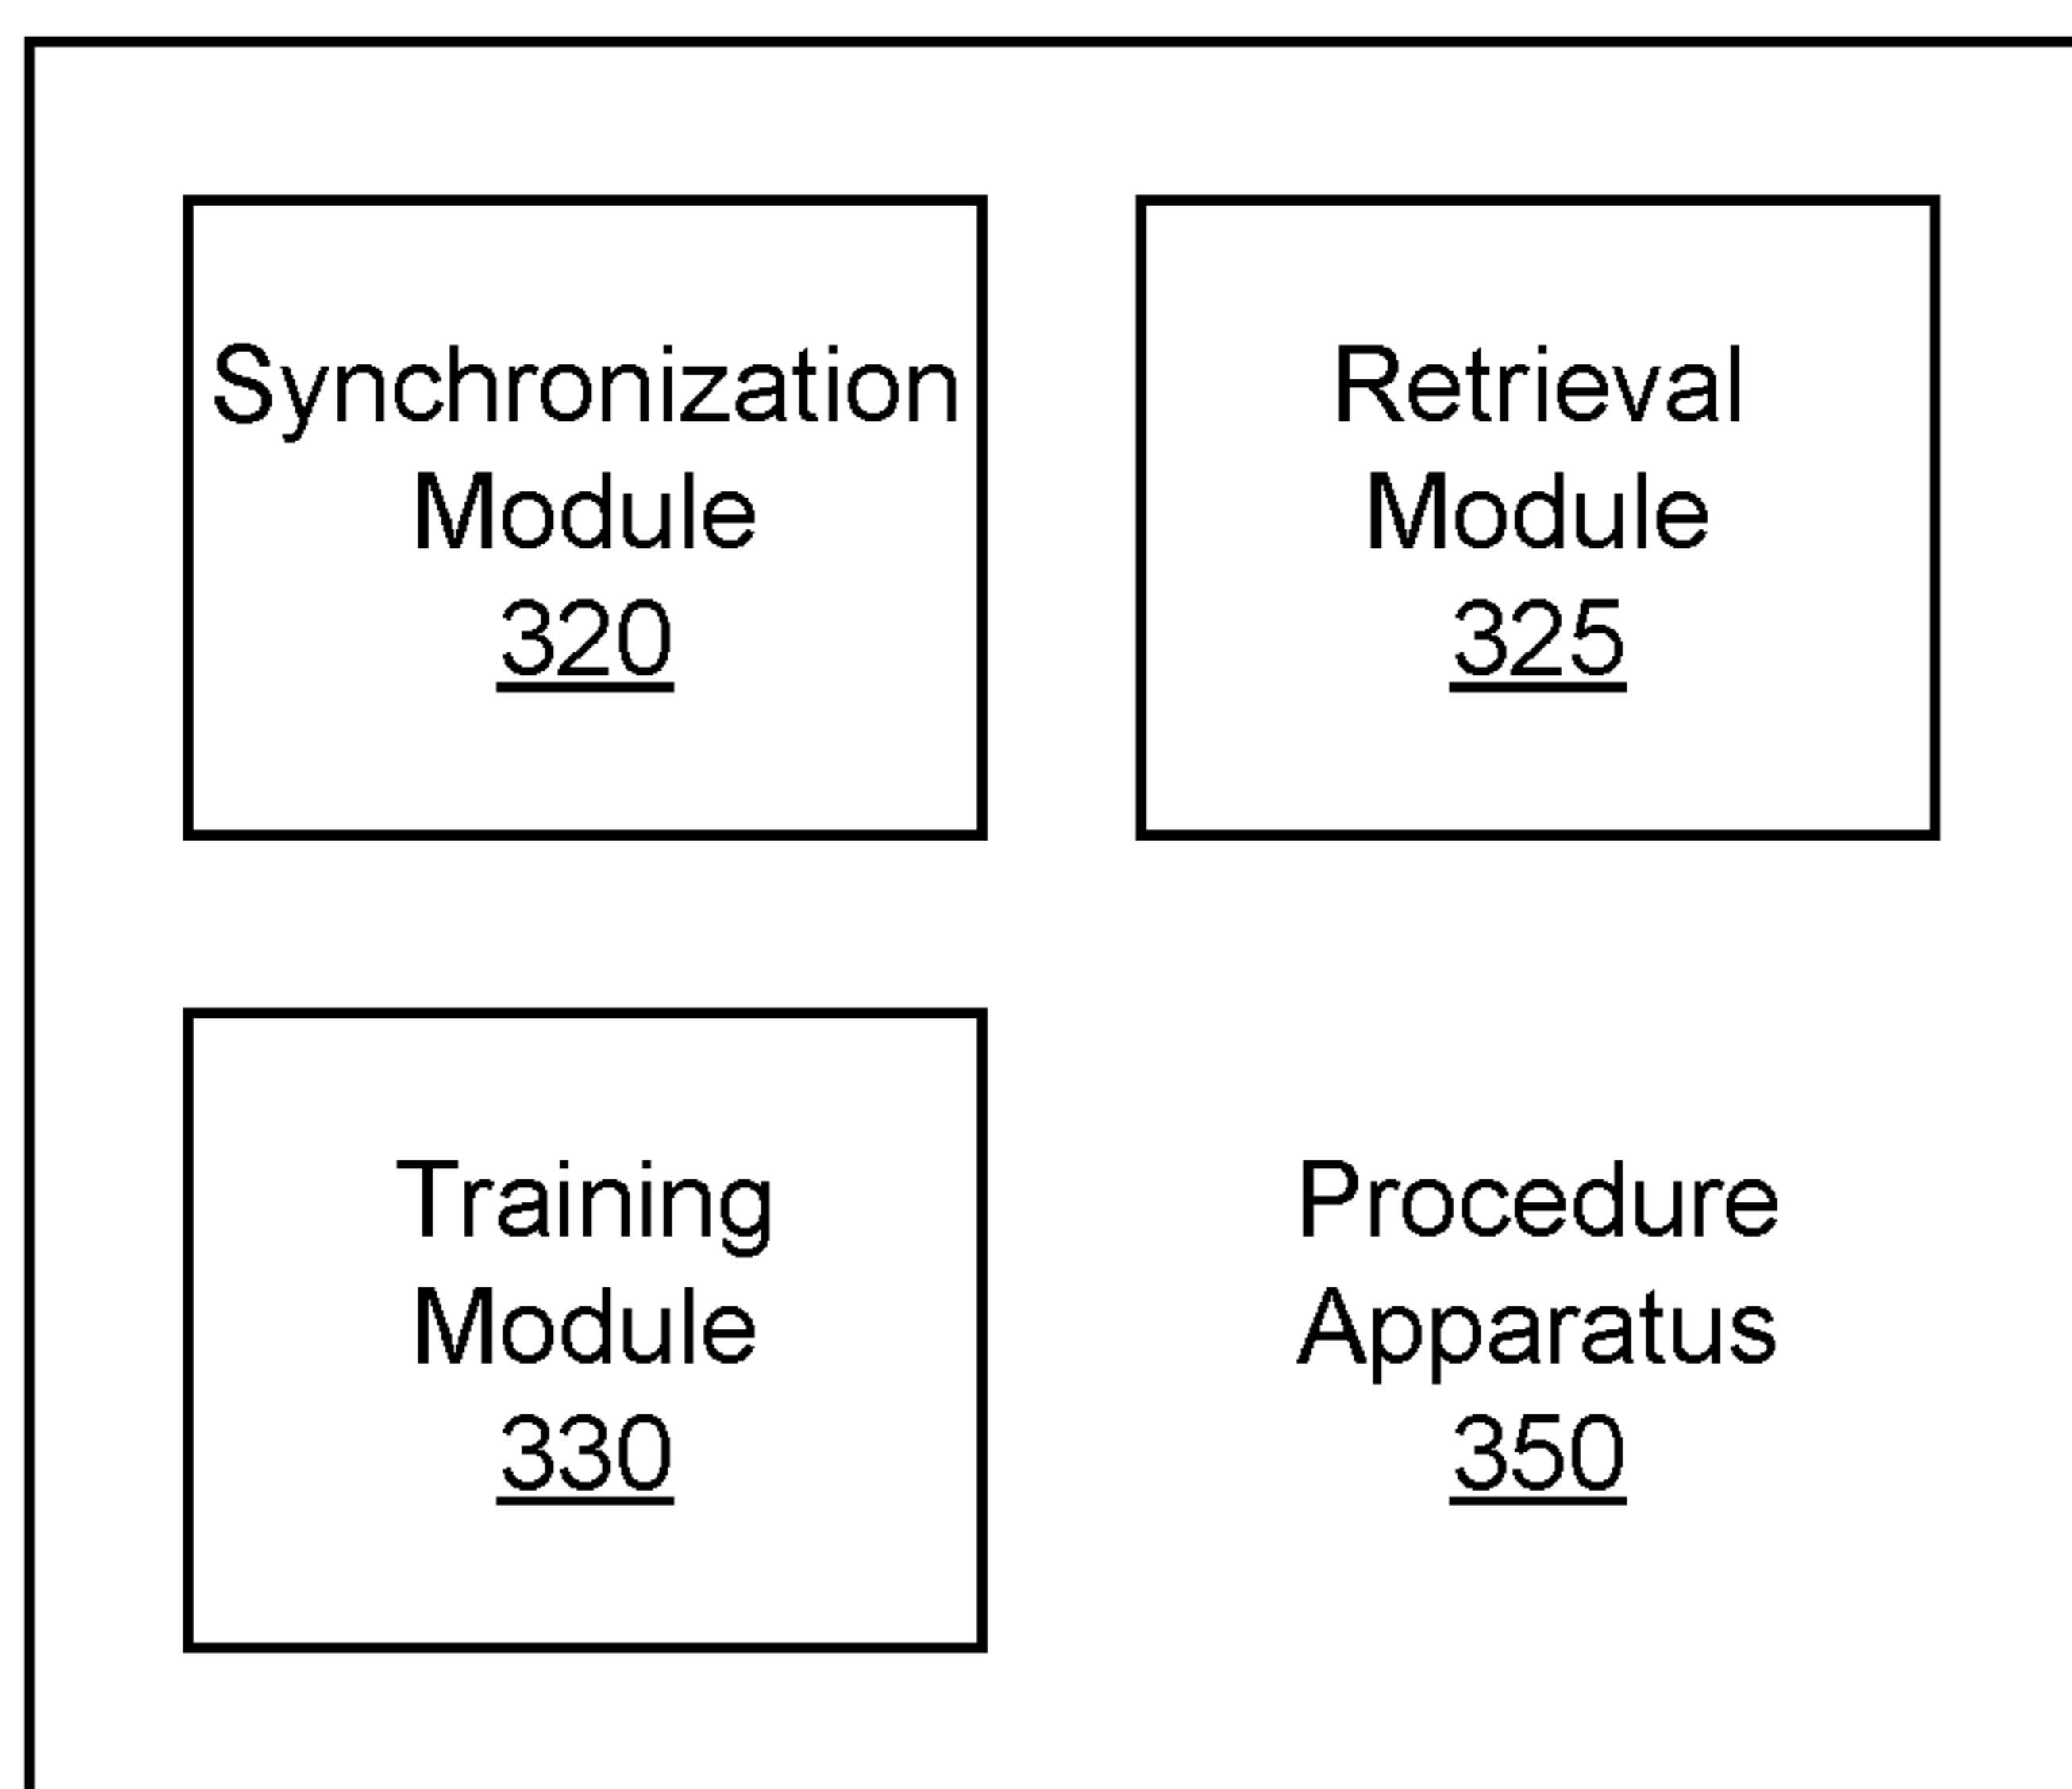 Synchronization
Module
320
Retrieval
Module
325
Training
Module
330
Procedure
Apparatus
350